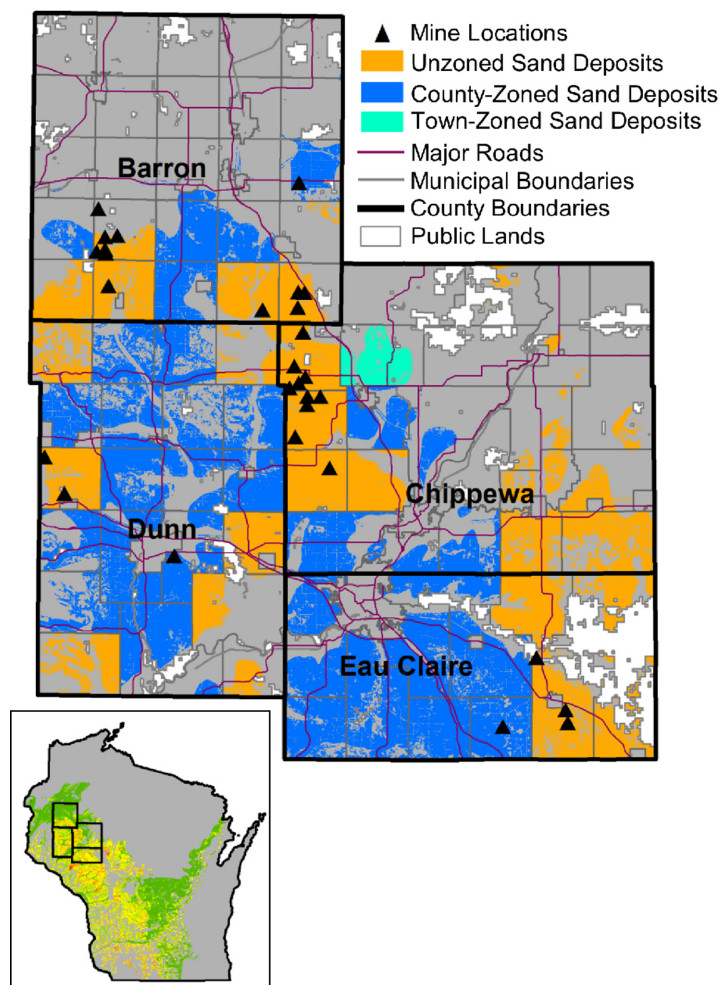 Mine Locations
Unzoned Sand Deposits
County-Zoned Sand Deposits
Town-Zoned Sand Deposits
Major Roads
Municipal Boundaries
County Boundaries
Public Lands
Barron
Chippewa
Dunn
Eau Claire